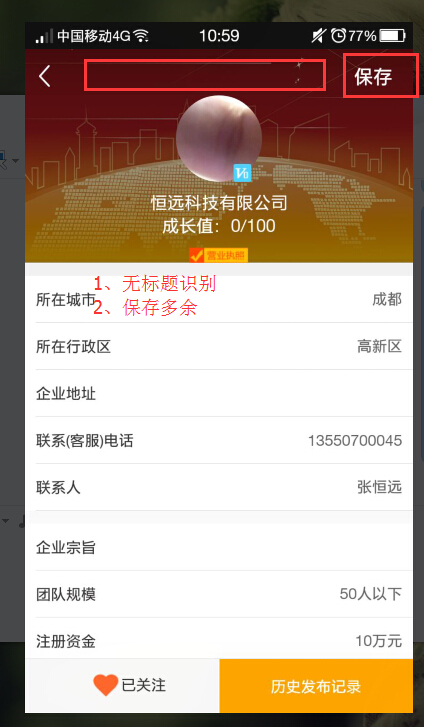 中国移动4G 10:59 77%
保存
V0
恒远科技有限公司
成长值：0/100
营业执照
1、无标题识别
所在城市 成都
2、保存多余
所在行政区 高新区
企业地址
联系(客服)电话 13550700045
联系人 张恒远
企业宗旨
团队规模 50人以下
注册资金 10万元
已关注 历史发布记录